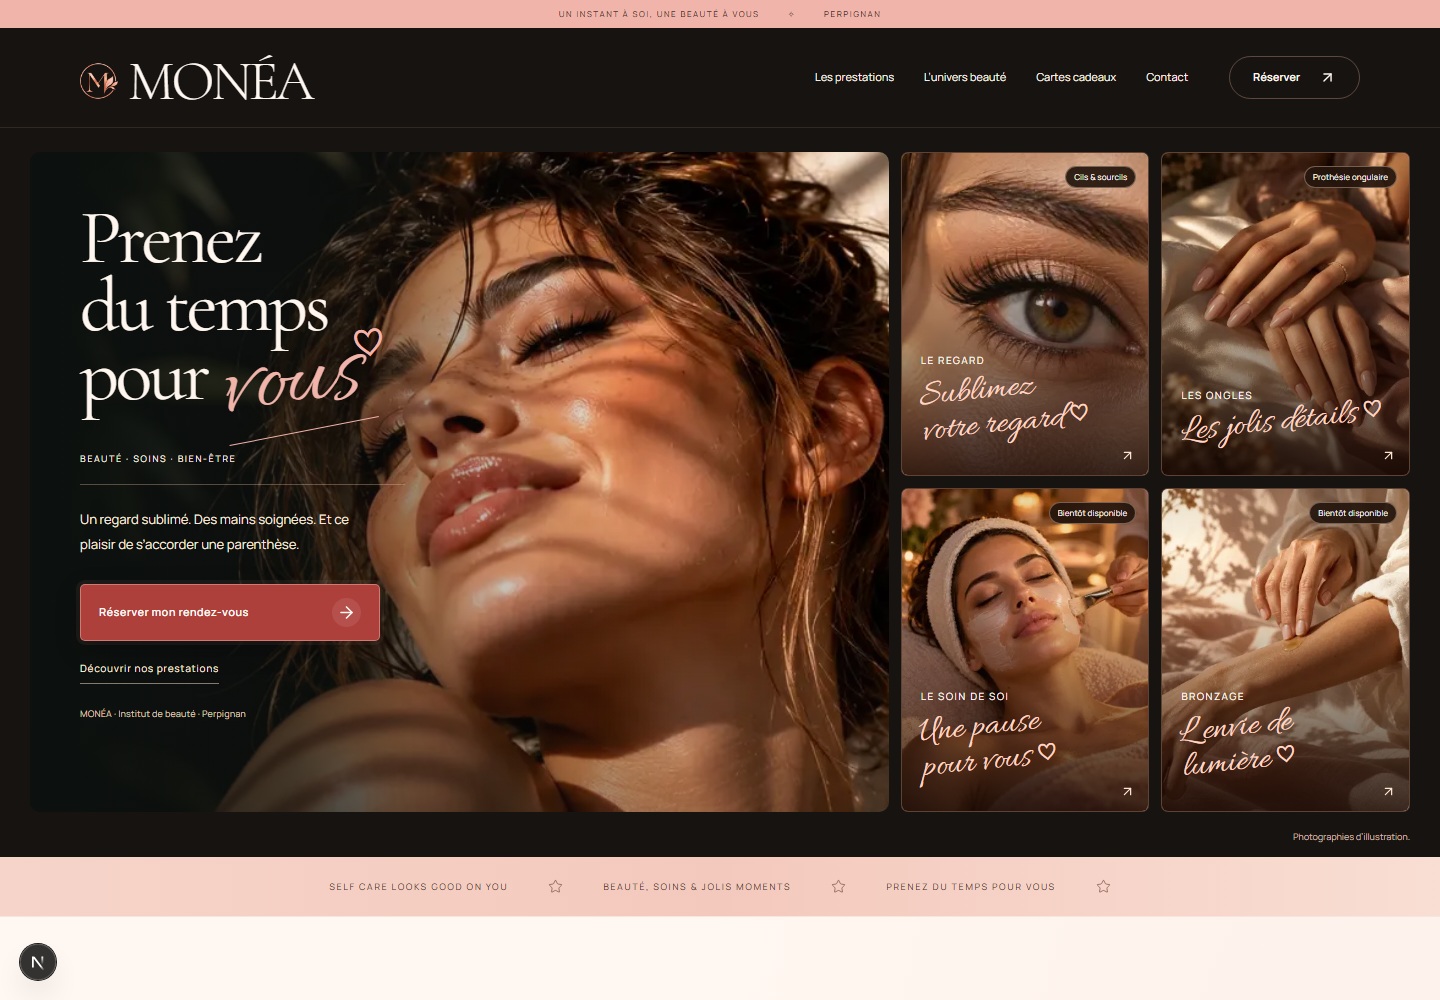 UN INSTANT À SOI, UNE BEAUTÉ À VOUS ✧ PERPIGNAN
M MONÉA
Les prestations L'univers beauté Cartes cadeaux Contact Réserver
Prenez
du temps
pour vous
BEAUTÉ · SOINS · BIEN-ÊTRE
Un regard sublimé. Des mains soignées. Et ce
plaisir de s'accorder une parenthèse.
Réserver mon rendez-vous
Découvrir nos prestations
MONÉA · Institut de beauté · Perpignan
Cils & sourcils
LE REGARD
Sublimez
votre regard
Prothésie ongulaire
LES ONGLES
Les jolis détails
Bientôt disponible
LE SOIN DE SOI
Une pause
pour vous
Bientôt disponible
BRONZAGE
L'envie de
lumière
Photographies d'illustration.
SELF CARE LOOKS GOOD ON YOU BEAUTÉ, SOINS & JOLIS MOMENTS PRENEZ DU TEMPS POUR VOUS
N